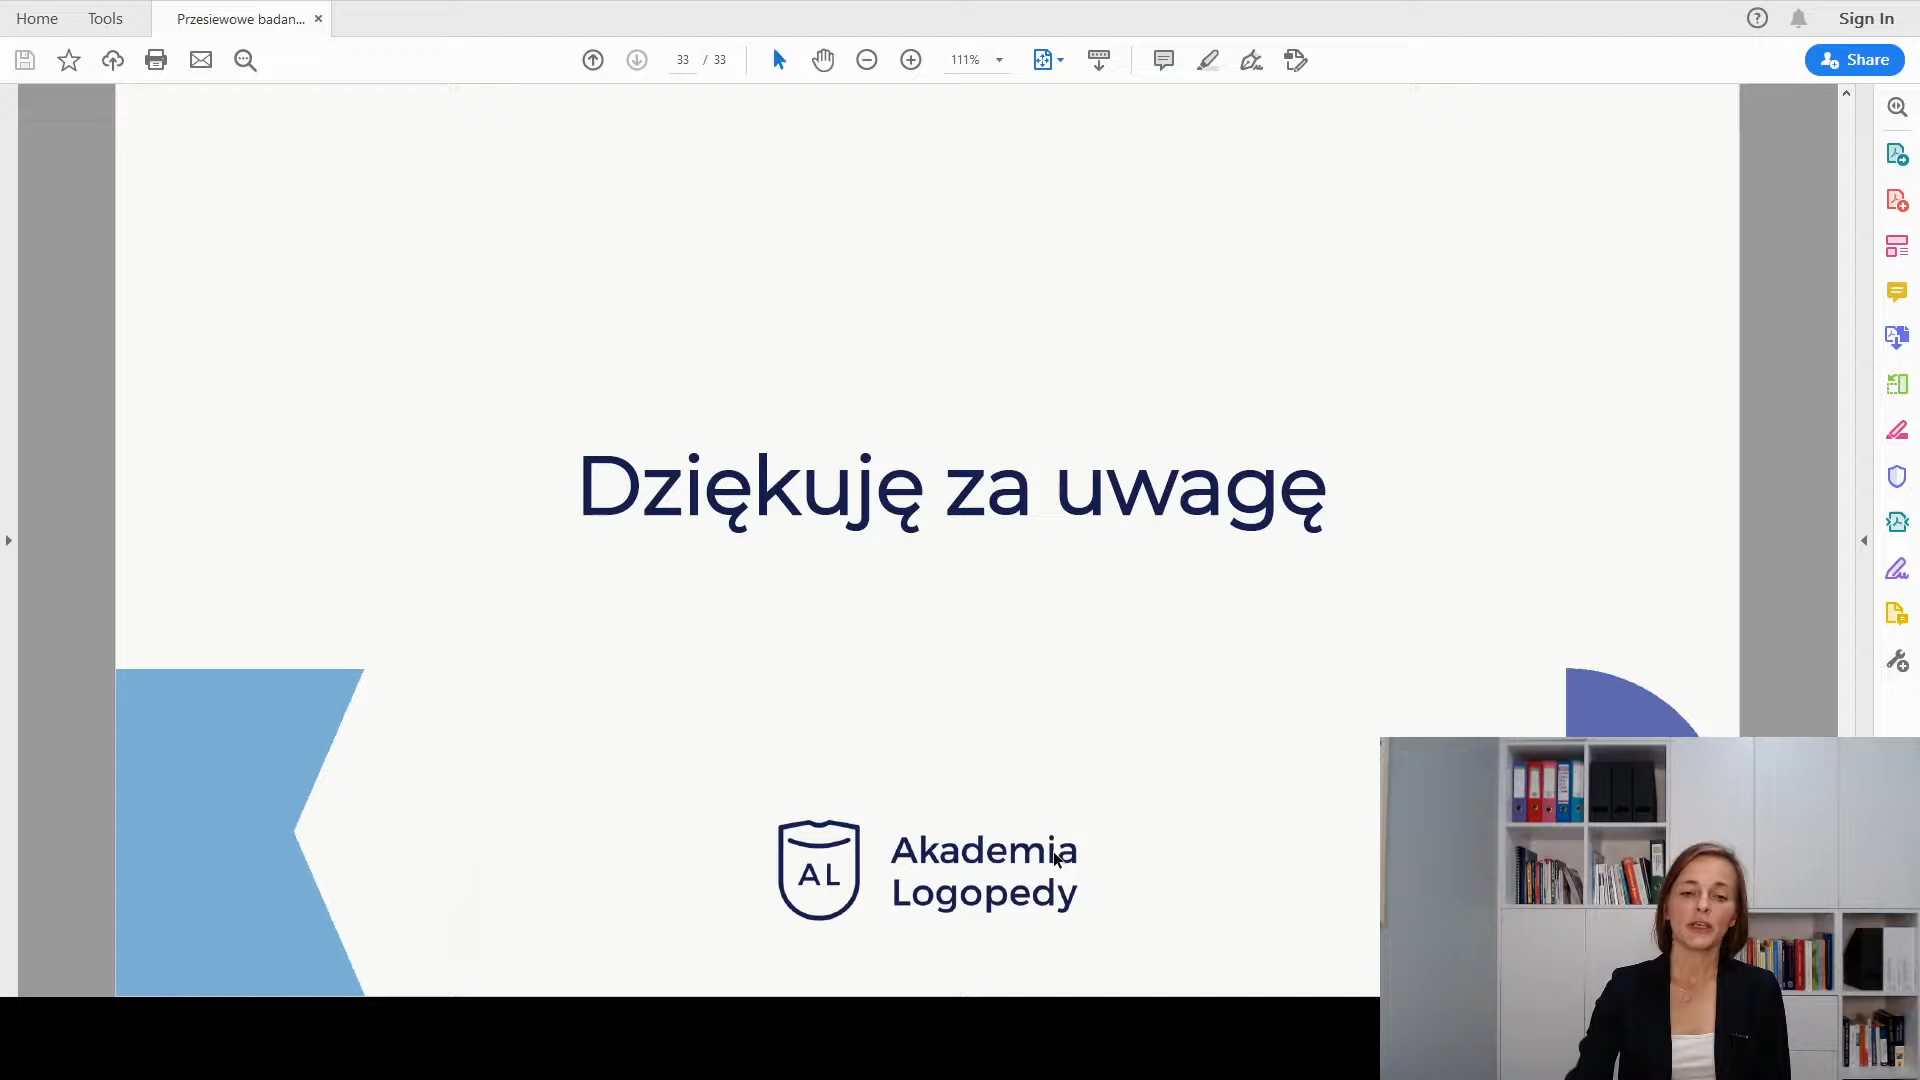 Home
Tools
Przesiewowe badan...
Sign In
33 / 33
111%
Share
Dziękuję za uwagę
AL
Akademia
Logopedy